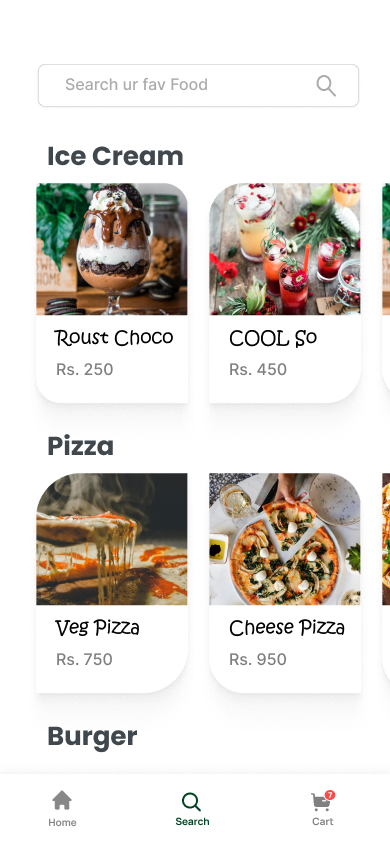 Search ur fav Food
Ice Cream
Roust Choco
COOL So
Rs. 250
Rs. 450
Pizza
Veg Pizza
Cheese Pizza
Rs. 750
Rs. 950
Burger
7
Home
Search
Cart